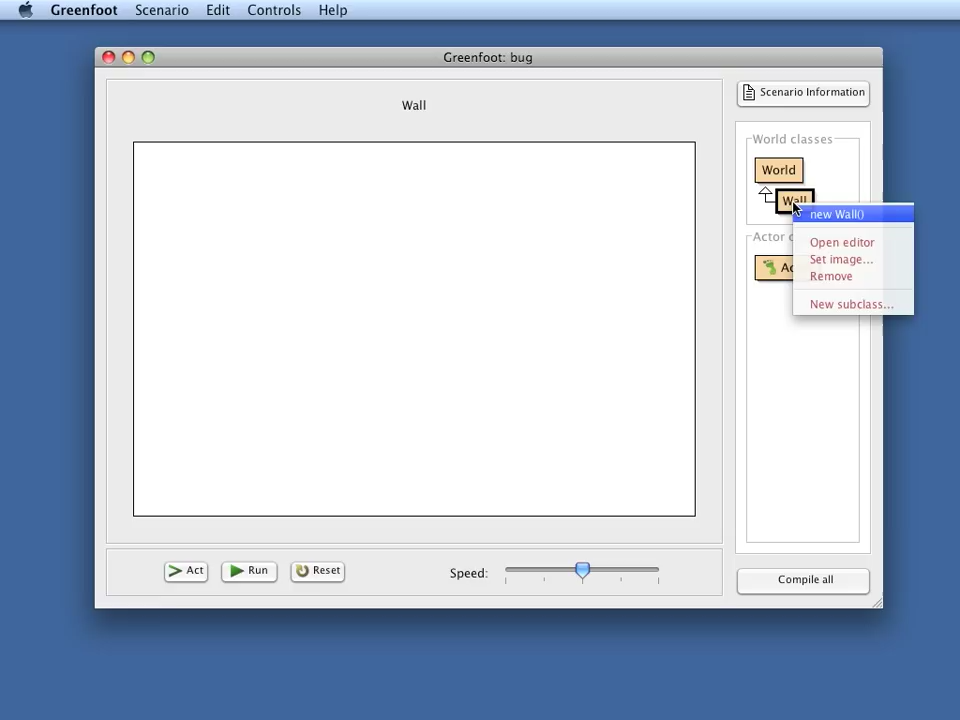 Greenfoot Scenario Edit Controls Help
Greenfoot: bug
Wall
Scenario Information
World classes
World
Wall
new Wall()
Actor c
Open editor
Set image...
Remove
New subclass...
Act
Run
Reset
Speed:
Compile all